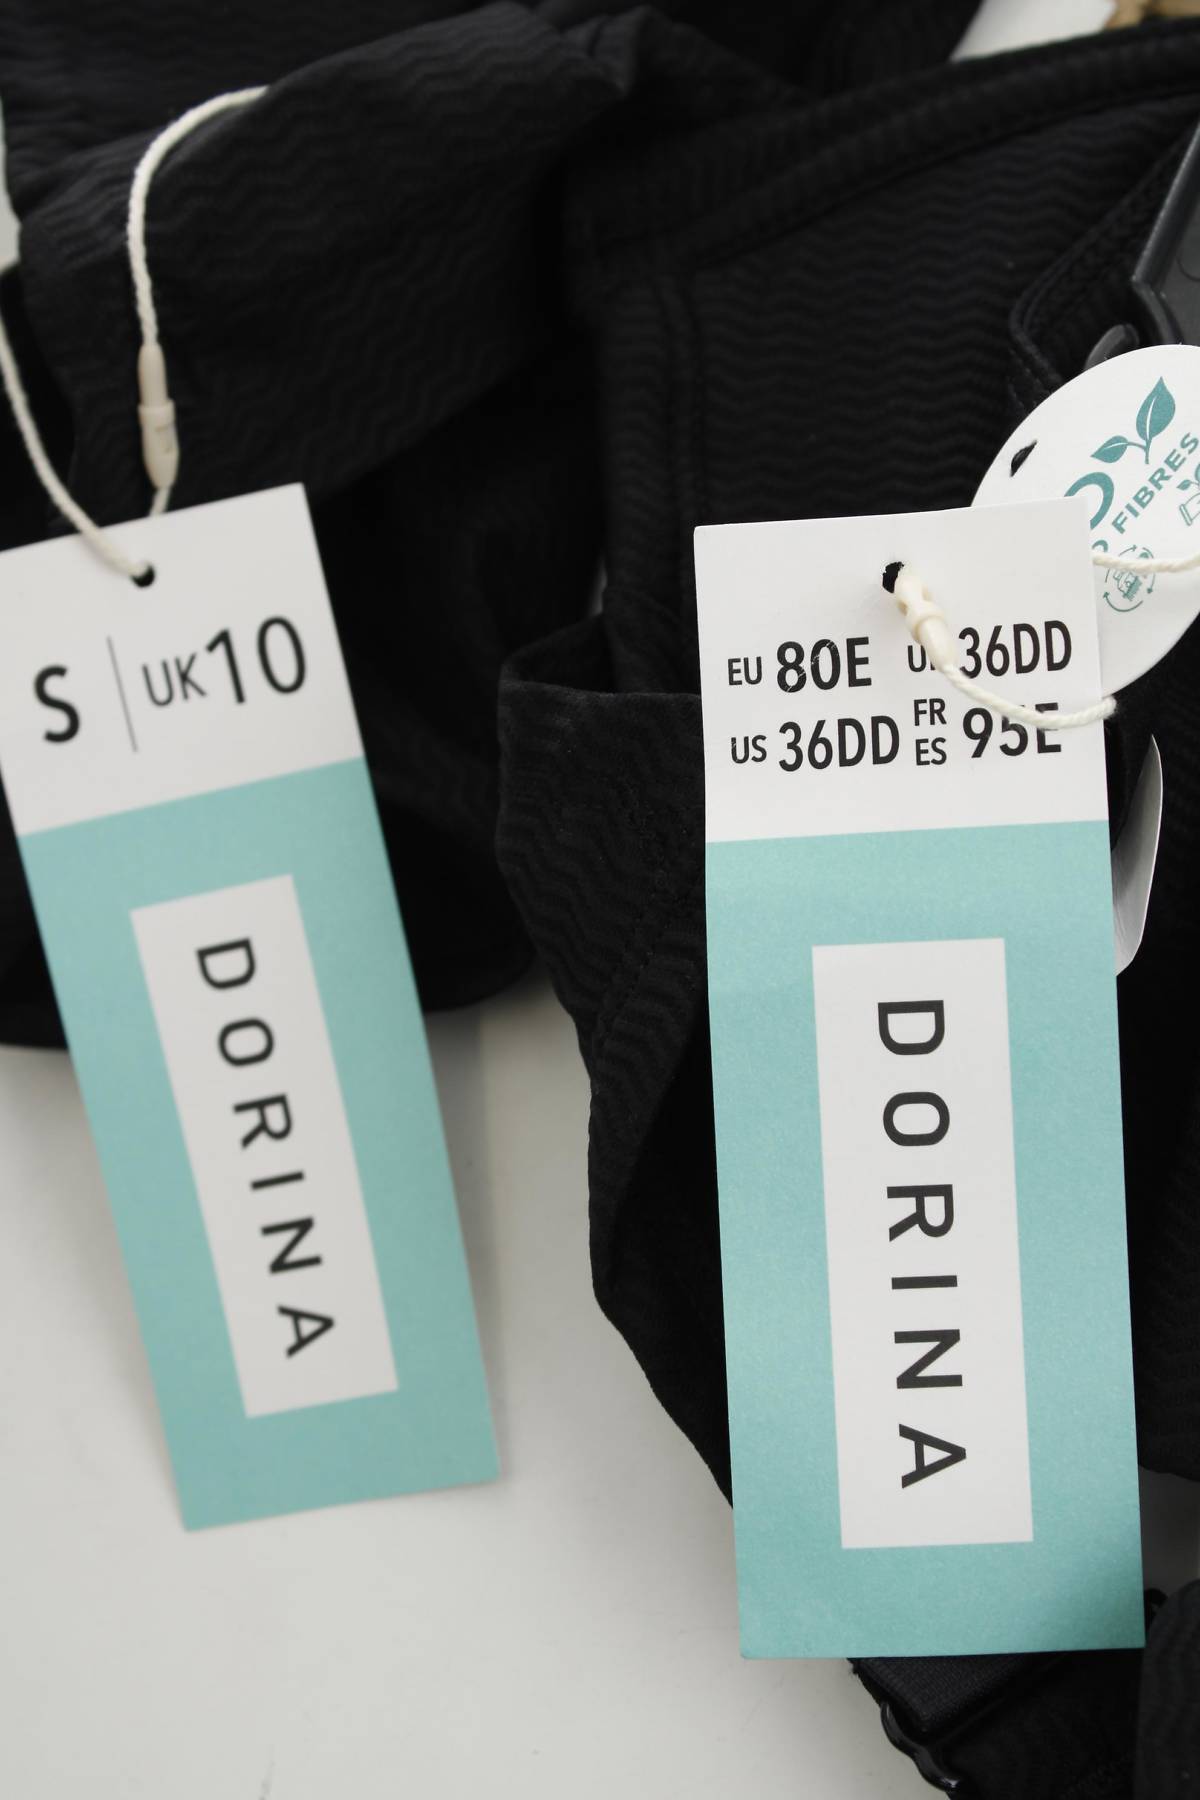 S | UK10
DORINA
EU 80E
US 36DD
FR
ES
95E
36DD
DORINA
FIBRES